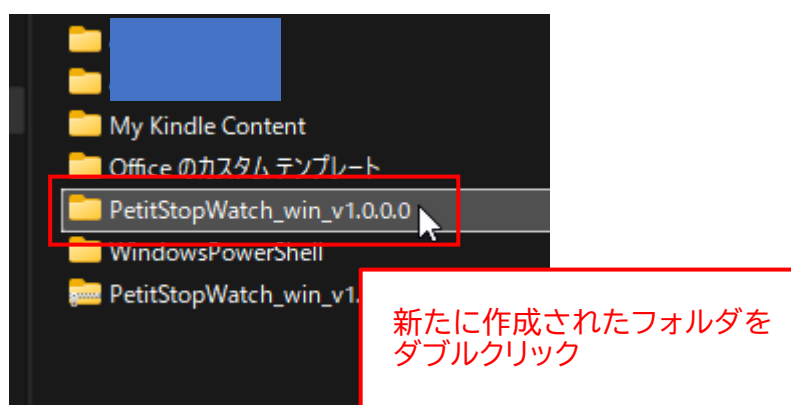 My Kindle Content
Office のカスタム テンプレート
PetitStopWatch_win_v1.0.0.0
WindowsPowerShell
PetitStopWatch_win_v1.
新たに作成されたフォルダを
ダブルクリック